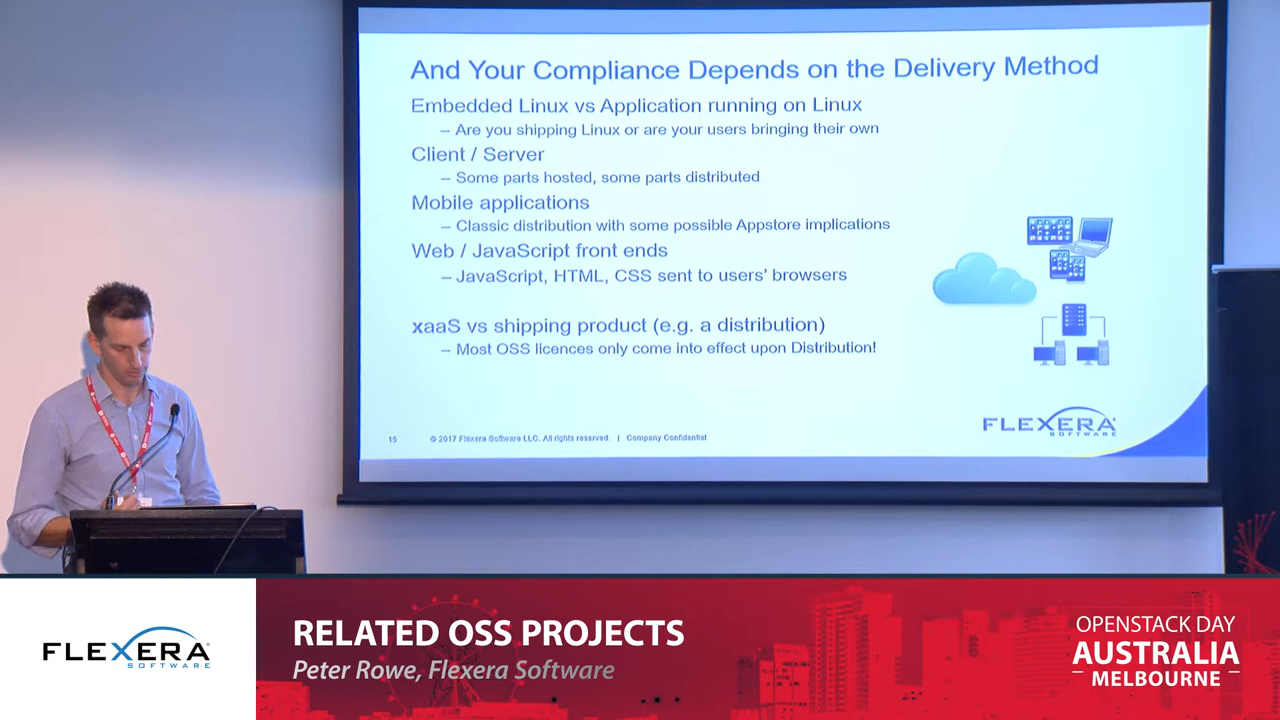 And Your Compliance Depends on the Delivery Method
Embedded Linux vs Application running on Linux
– Are you shipping Linux or are your users bringing their own
Client / Server
– Some parts hosted, some parts distributed
Mobile applications
– Classic distribution with some possible Appstore implications
Web / JavaScript front ends
– JavaScript, HTML, CSS sent to users' browsers
xaaS vs shipping product (e.g. a distribution)
– Most OSS licences only come into effect upon Distribution!
FLEXERA
SOFTWARE
15 © 2017 Flexera Software LLC. All rights reserved. | Company Confidential
FLEXERA
SOFTWARE
RELATED OSS PROJECTS
Peter Rowe, Flexera Software
OPENSTACK DAY
AUSTRALIA
– MELBOURNE –